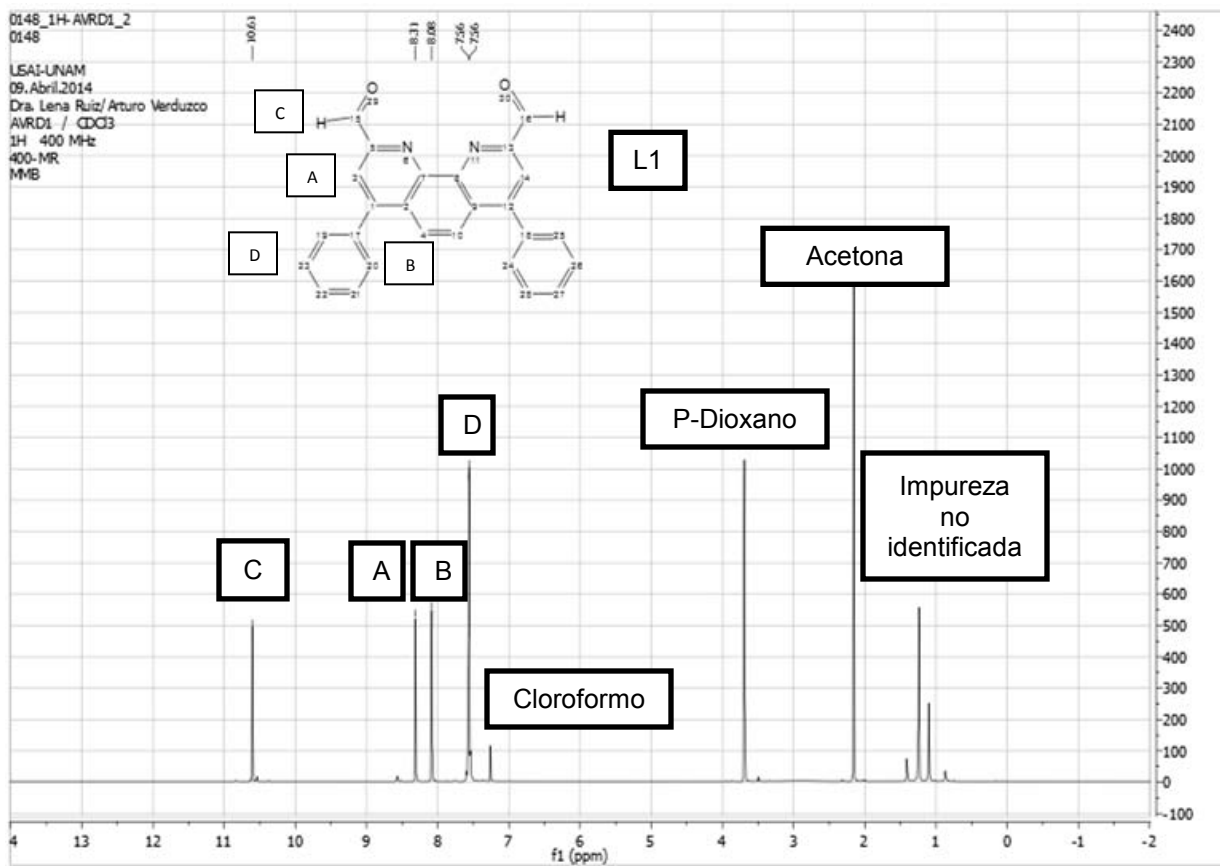 0148_1H-AVRD1_2
0148
USAI-UNAM
09.Abril.2014
Dra. Lena Ruiz/Arturo Verduzco
AVRD1 / CDCl3
1H 400 MHz
400-MR
MMB
10.61
8.31
8.08
7.56
7.56
O
O
C
H
H
N
N
A
L1
D
B
Acetona
P-Dioxano
D
Impureza
no
identificada
C
A
B
Cloroformo
2400
2300
2200
2100
2000
1900
1800
1700
1600
1500
1400
1300
1200
1100
1000
900
800
700
600
500
400
300
200
100
0
-100
4 13 12 11 10 9 8 7 6 5 4 3 2 1 0 -1 -2
f1 (ppm)